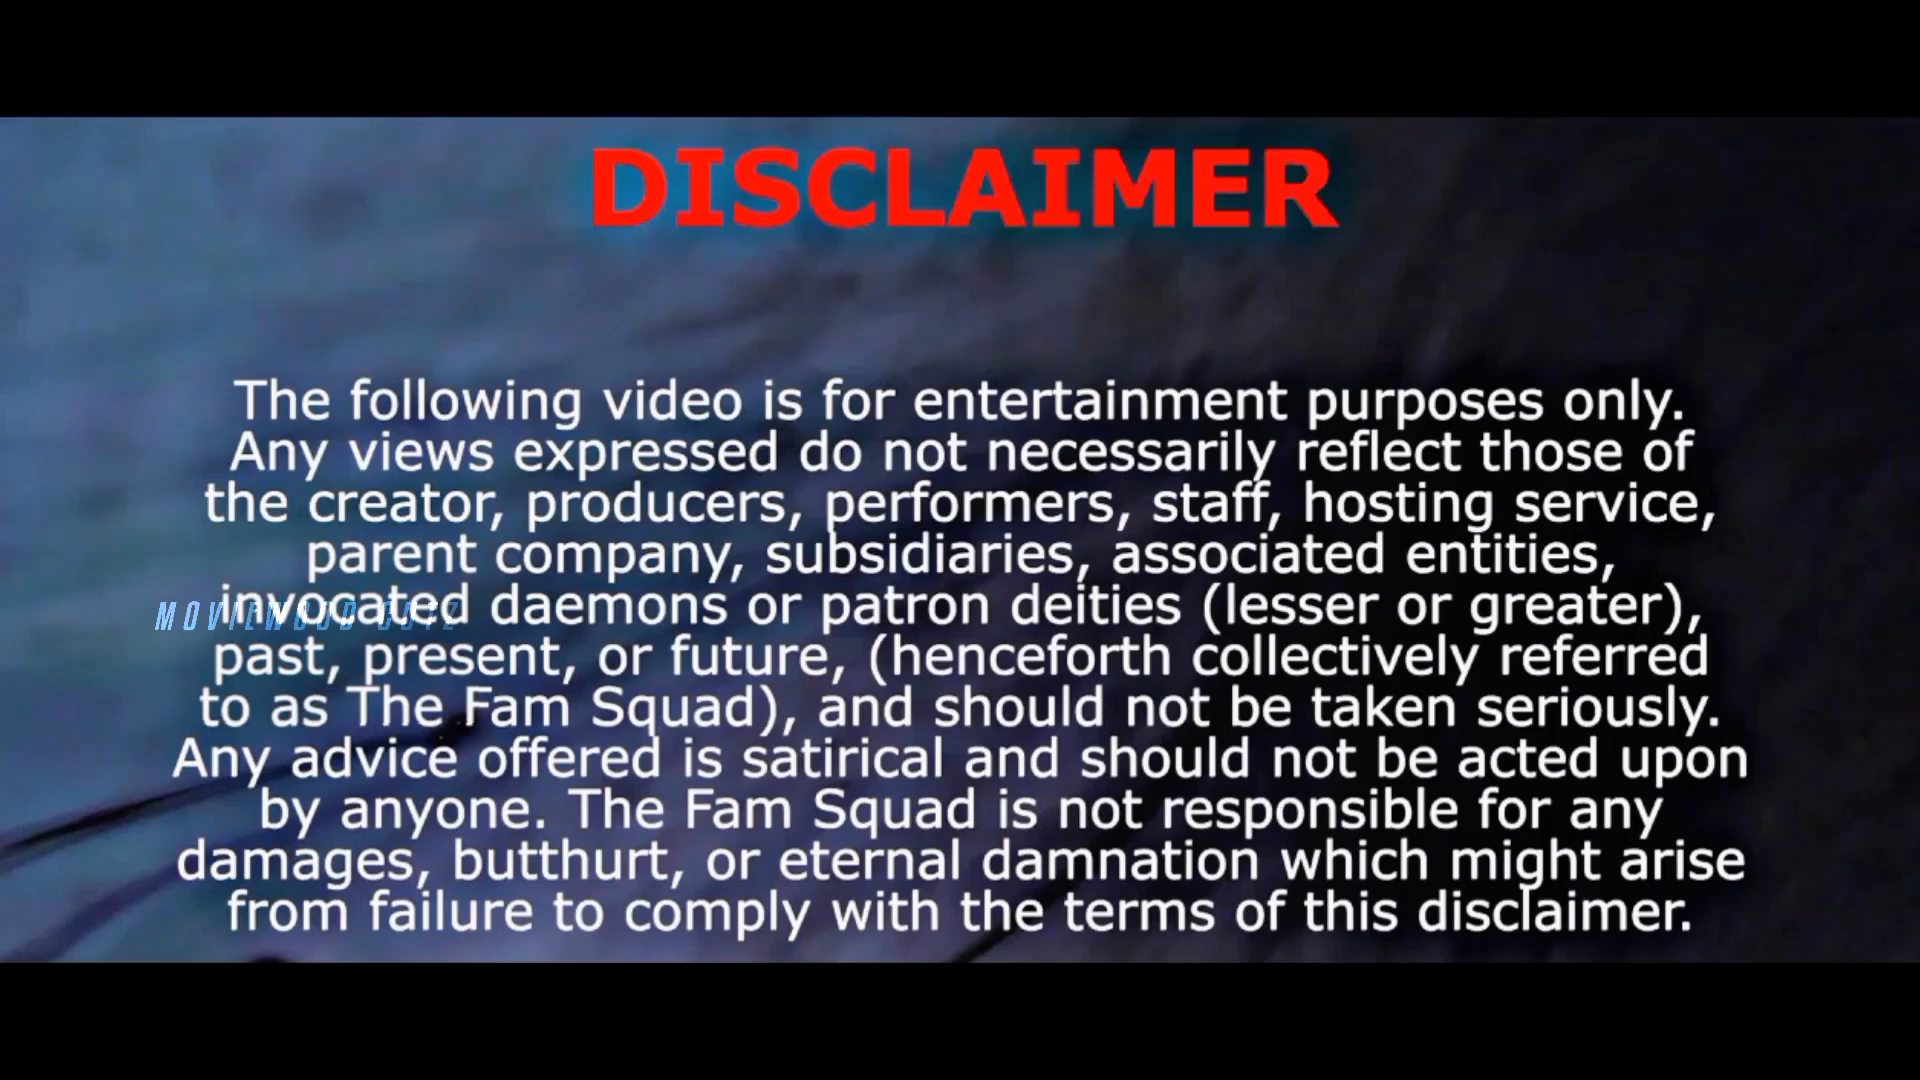 DISCLAIMER
The following video is for entertainment purposes only.
Any views expressed do not necessarily reflect those of
the creator, producers, performers, staff, hosting service,
parent company, subsidiaries, associated entities,
invocated daemons or patron deities (lesser or greater),
past, present, or future, (henceforth collectively referred
to as The Fam Squad), and should not be taken seriously.
Any advice offered is satirical and should not be acted upon
by anyone. The Fam Squad is not responsible for any
damages, butthurt, or eternal damnation which might arise
from failure to comply with the terms of this disclaimer.